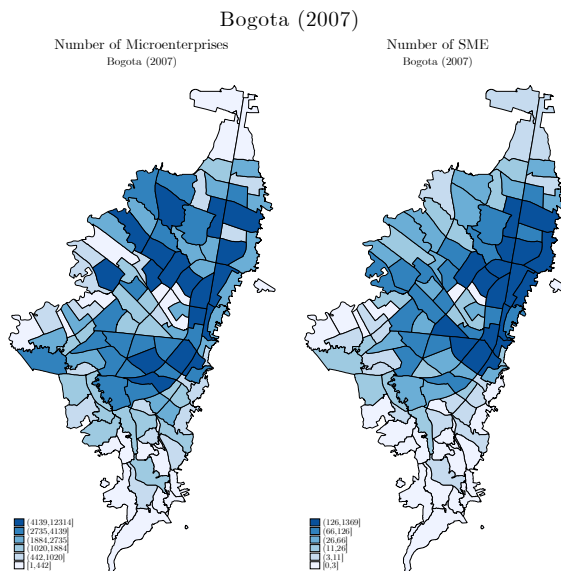 Bogota (2007)
Number of Microenterprises
Bogota (2007)
(4139,12314]
(2735,4139]
(1884,2735]
(1020,1884]
(442,1020]
[1,442]
Number of SME
Bogota (2007)
(126,1369]
(66,126]
(26,66]
(11,26]
(3,11]
[0,3]